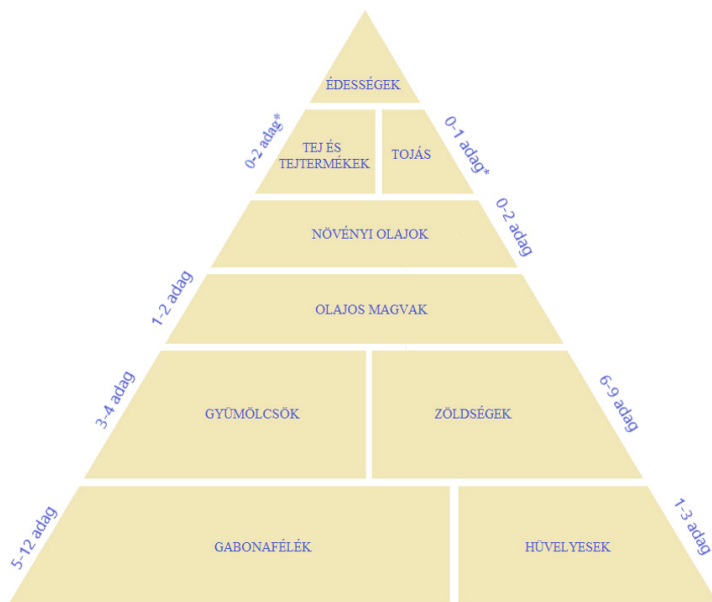 ÉDESSÉGEK
0-2 adag*
TEJ ÉS
TEJTERMÉKEK
TOJÁS
0-1 adag*
NÖVÉNYI OLAJOK
0-2 adag
1-2 adag
OLAJOS MAGVAK
3-4 adag
GYÜMÖLCSÖK
ZÖLDSÉGEK
6-9 adag
5-12 adag
GABONAFÉLÉK
HÜVELYESEK
1-3 adag